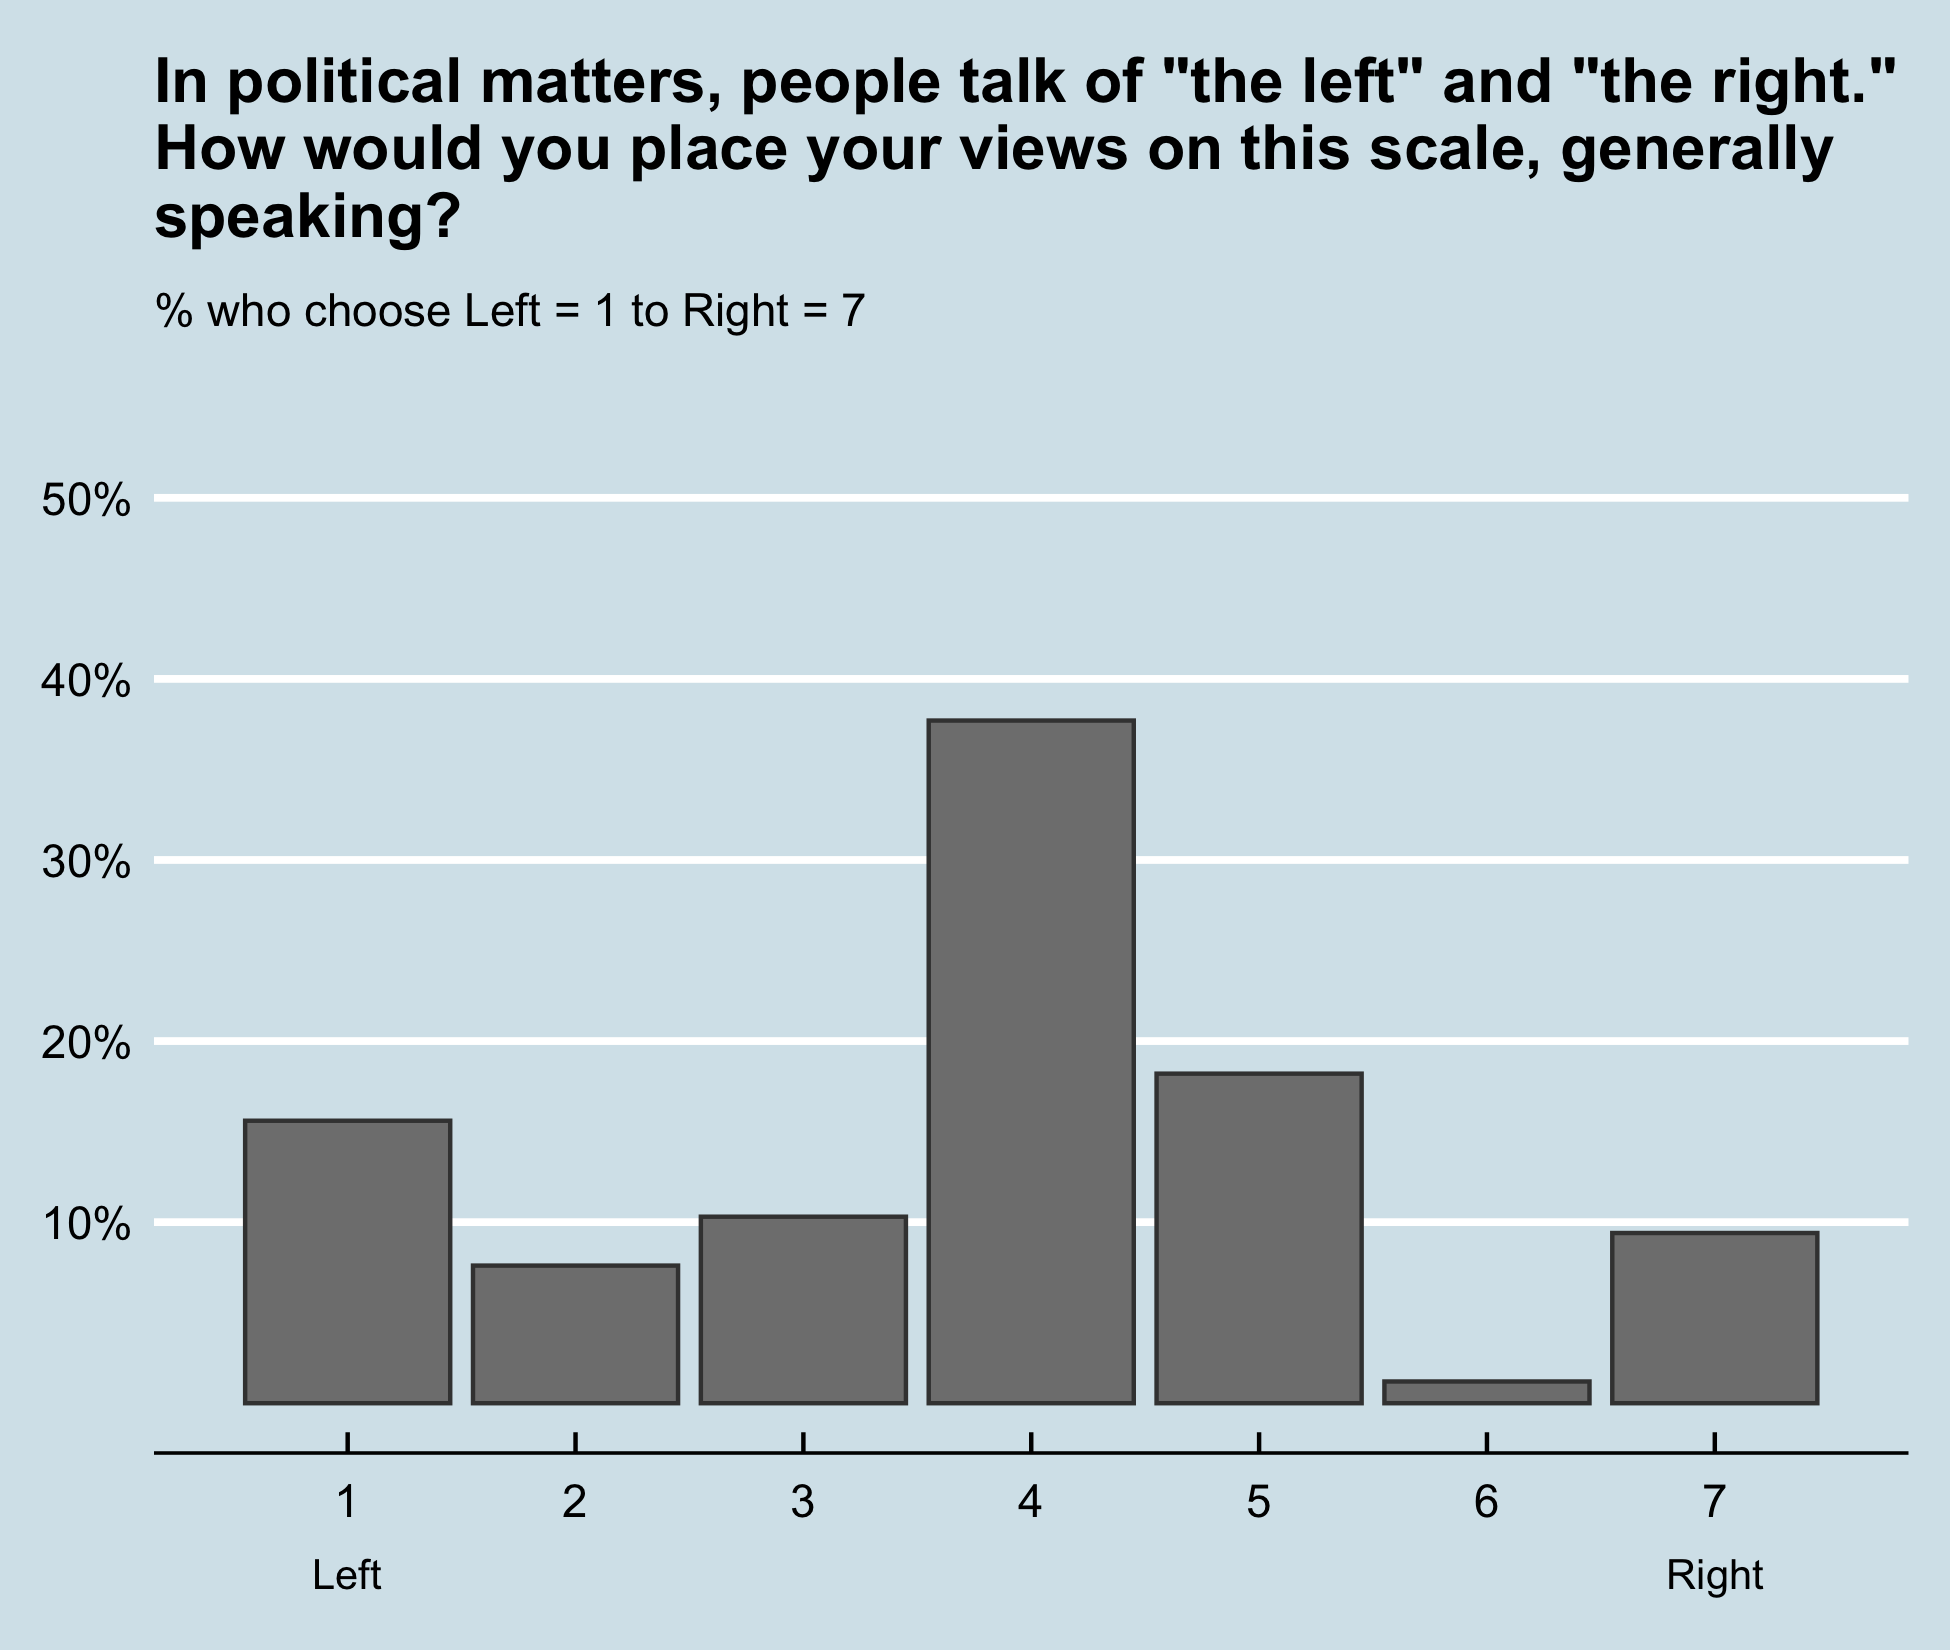 In political matters, people talk of "the left" and "the right."
How would you place your views on this scale, generally
speaking?
% who choose Left = 1 to Right = 7
50%
40%
30%
20%
10%
1 2 3 4 5 6 7
Left Right